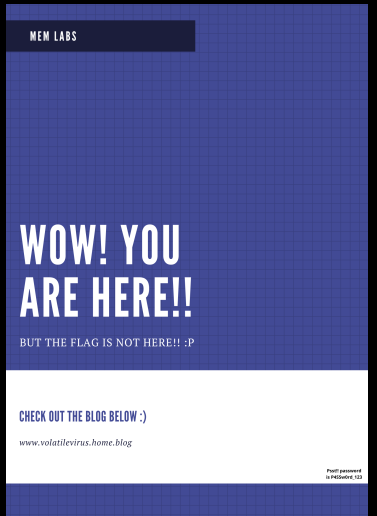 MEM LABS
WOW! YOU
ARE HERE!!
BUT THE FLAG IS NOT HERE!! :P
CHECK OUT THE BLOG BELOW :)
www.volatilevirus.home.blog
Psst!! password
is P4SSw0rd_123